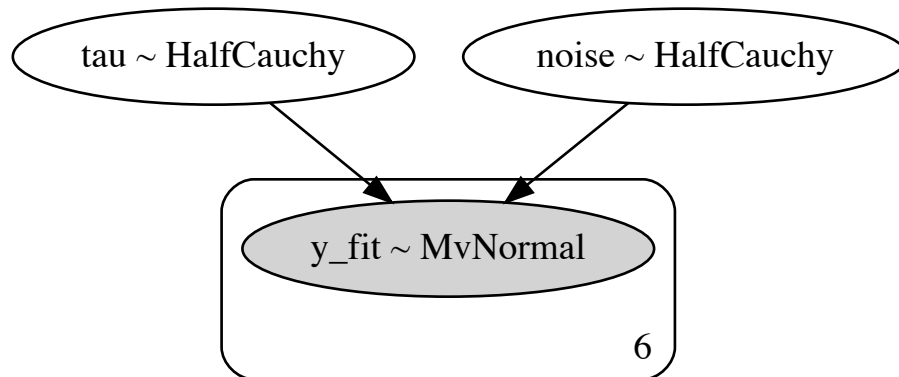 tau ~ HalfCauchy
noise ~ HalfCauchy
y_fit ~ MvNormal
6